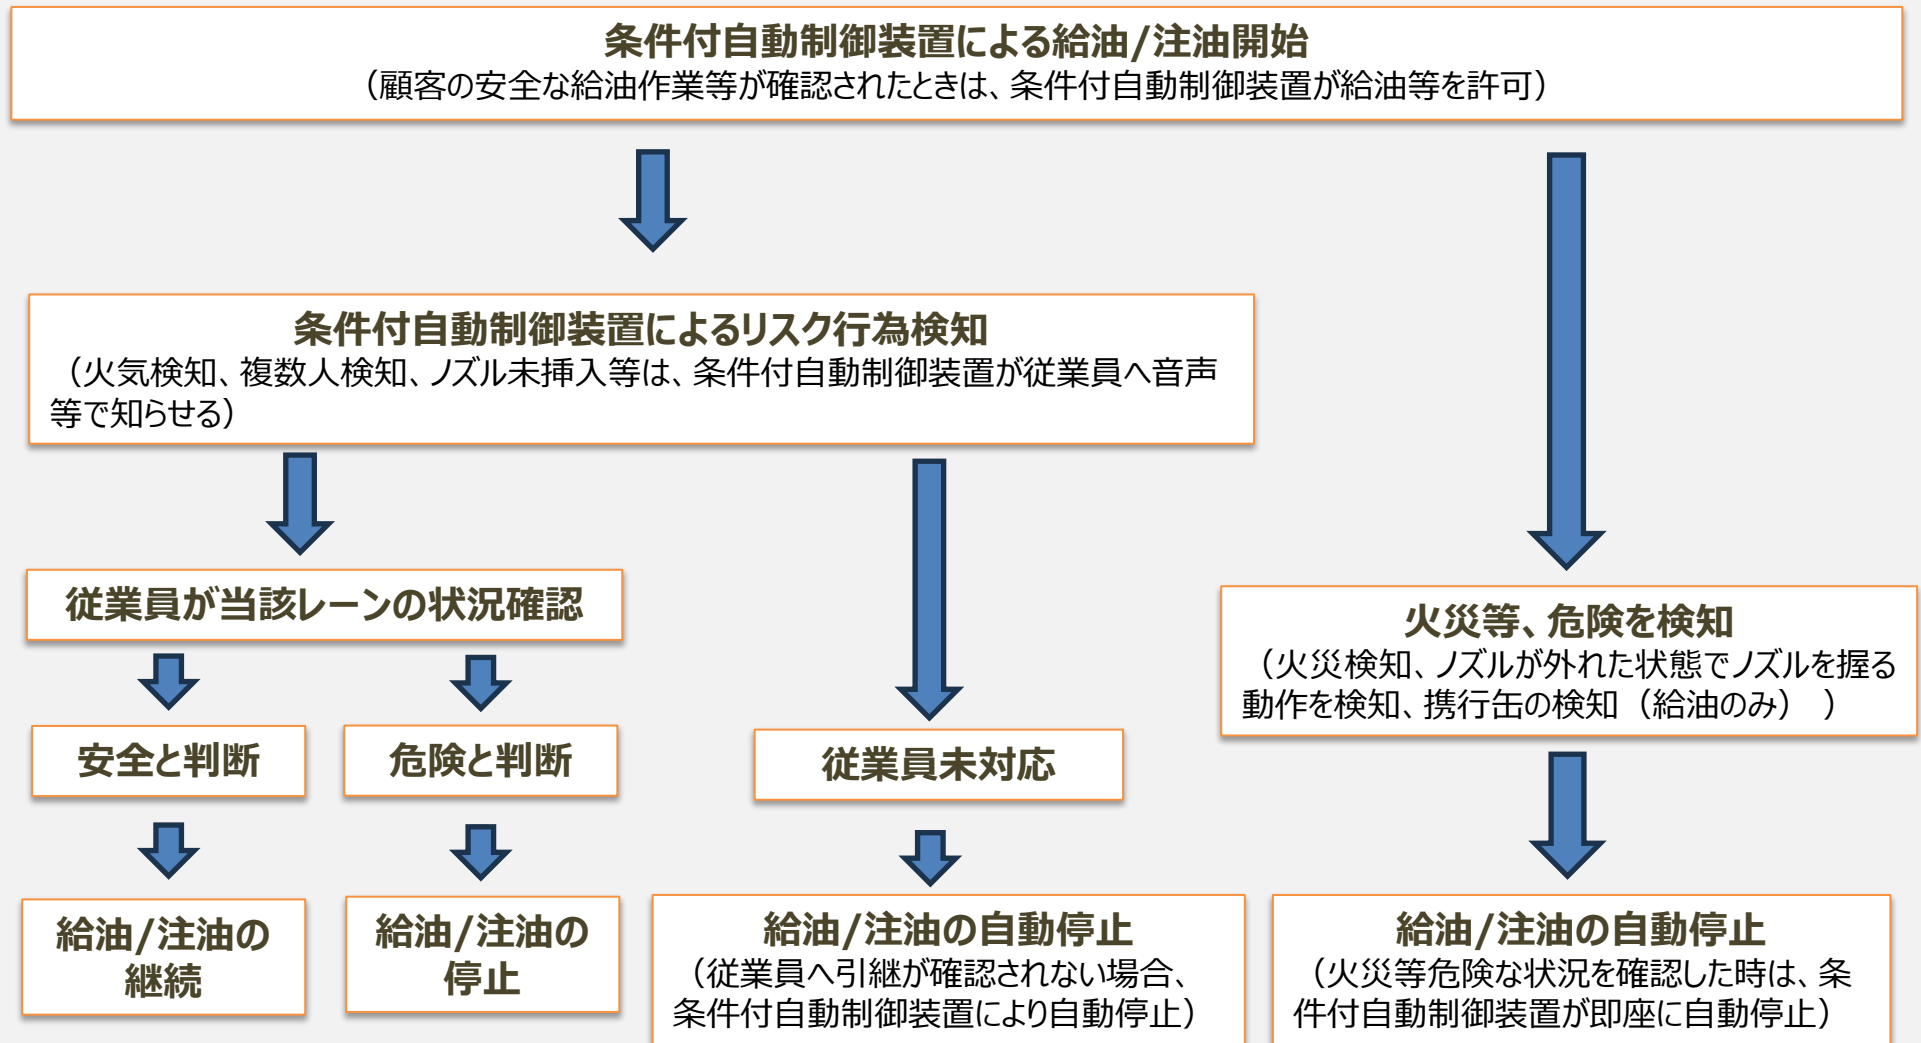 条件付自動制御装置による給油/注油開始
（顧客の安全な給油作業等が確認されたときは、条件付自動制御装置が給油等を許可）
条件付自動制御装置によるリスク行為検知
（火気検知、複数人検知、ノズル未挿入等は、条件付自動制御装置が従業員へ音声
等で知らせる）
従業員が当該レーンの状況確認
安全と判断
危険と判断
従業員未対応
火災等、危険を検知
（火災検知、ノズルが外れた状態でノズルを握る
動作を検知、携行缶の検知（給油のみ） ）
給油/注油の
継続
給油/注油の
停止
給油/注油の自動停止
（従業員へ引継が確認されない場合、
条件付自動制御装置により自動停止）
給油/注油の自動停止
（火災等危険な状況を確認した時は、条
件付自動制御装置が即座に自動停止）